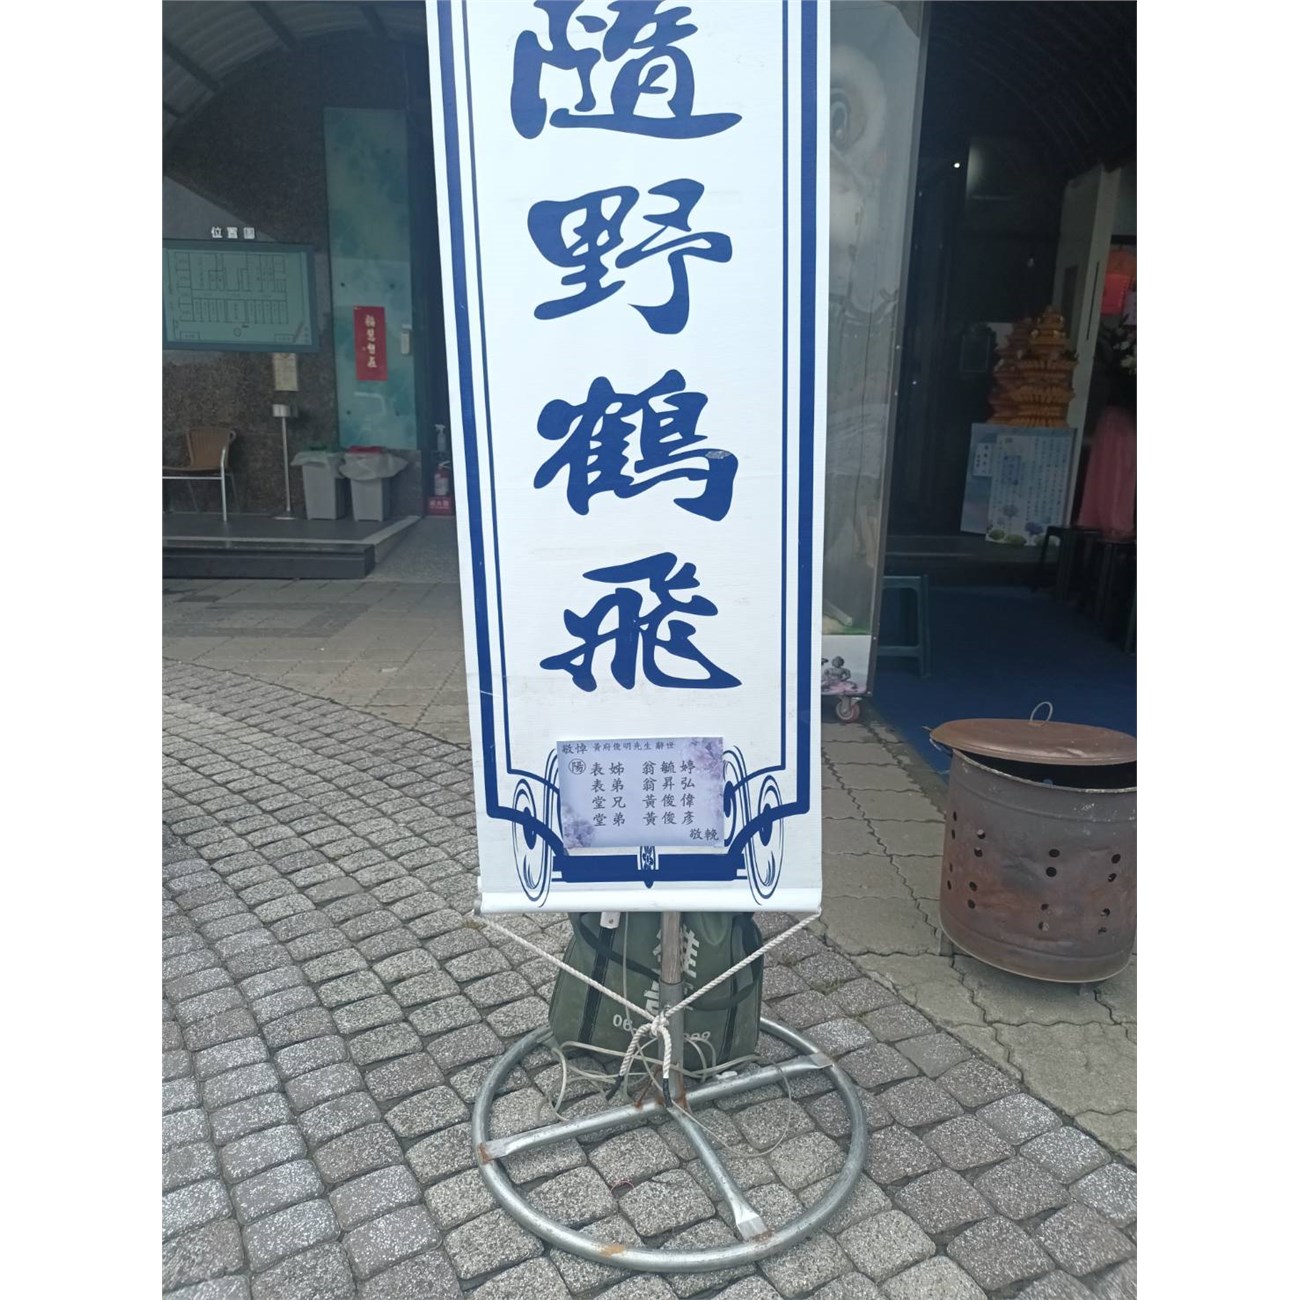 隨野鶴飛
敬悼 黃府俊明先生 辭世
陽 表姊 翁毓婷
表弟 翁昇弘
堂兄 黃俊偉
堂弟 黃俊彥
敬輓
位置圖
06